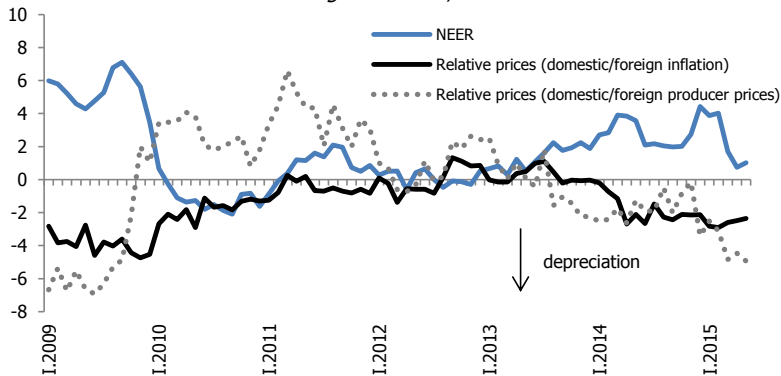 10
8
6
4
2
0
-2
-4
-6
-8
NEER
Relative prices (domestic/foreign inflation)
Relative prices (domestic/foreign producer prices)
depreciation
I.2009
I.2010
I.2011
I.2012
I.2013
I.2014
I.2015